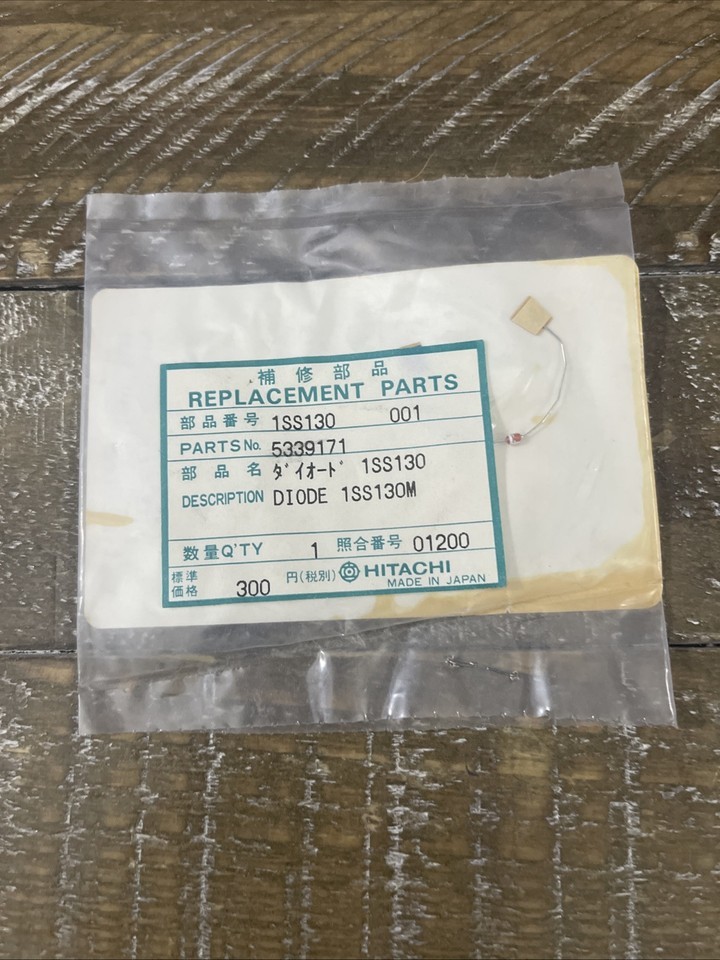 補修部品
REPLACEMENT PARTS
部品番号 1SS130 001
PARTS No. 5339171
部品名 ダイオード 1SS130
DESCRIPTION DIODE 1SS130M
数量Q'TY 1 照合番号 01200
標準価格 300 円(税別) HITACHI
MADE IN JAPAN